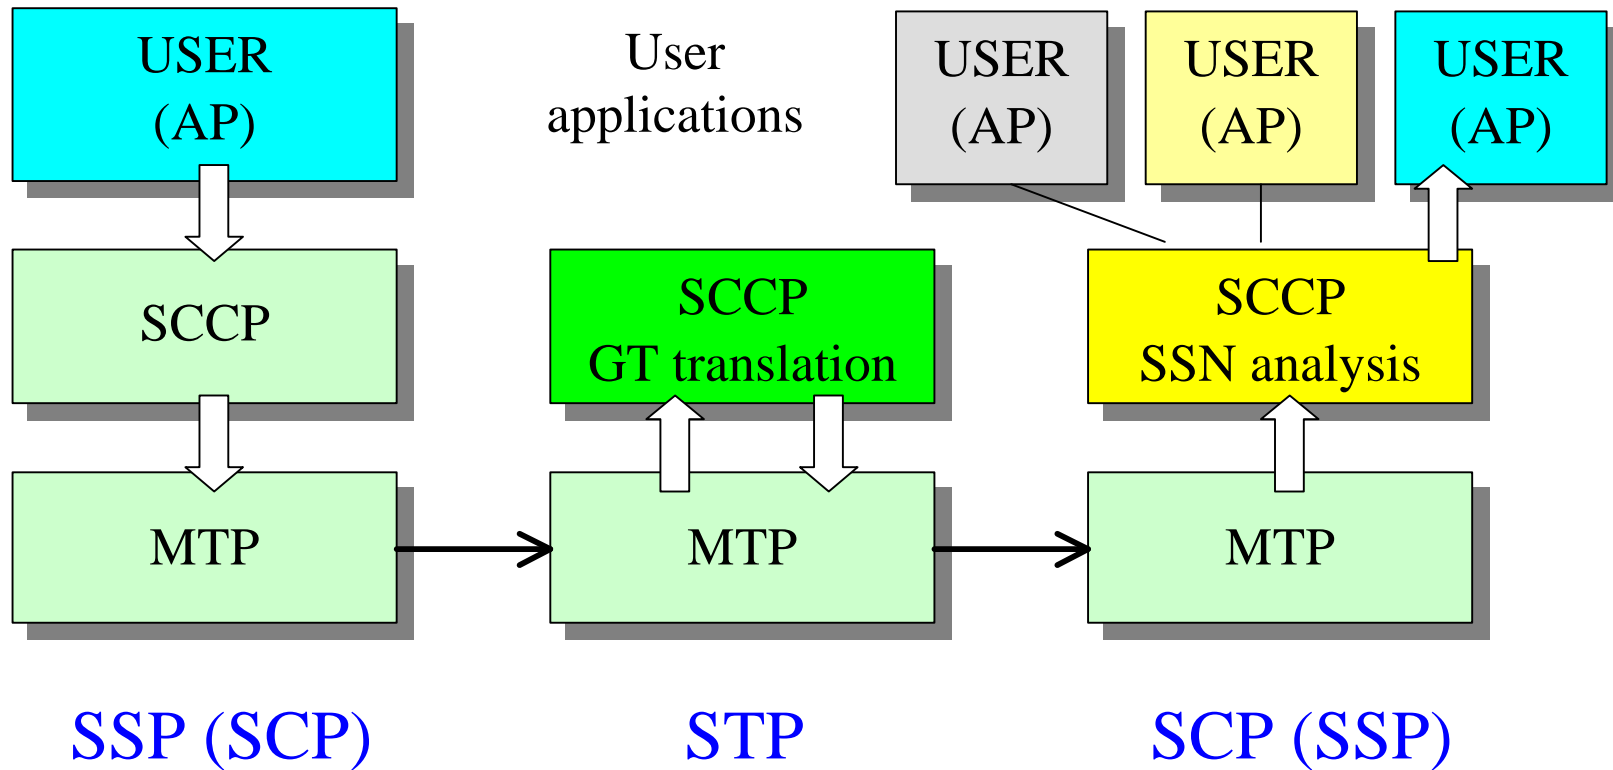 USER
(AP)
User
applications
USER
(AP)
USER
(AP)
USER
(AP)
SCCP
SCCP
GT translation
SCCP
SSN analysis
MTP
MTP
MTP
SSP (SCP)
STP
SCP (SSP)